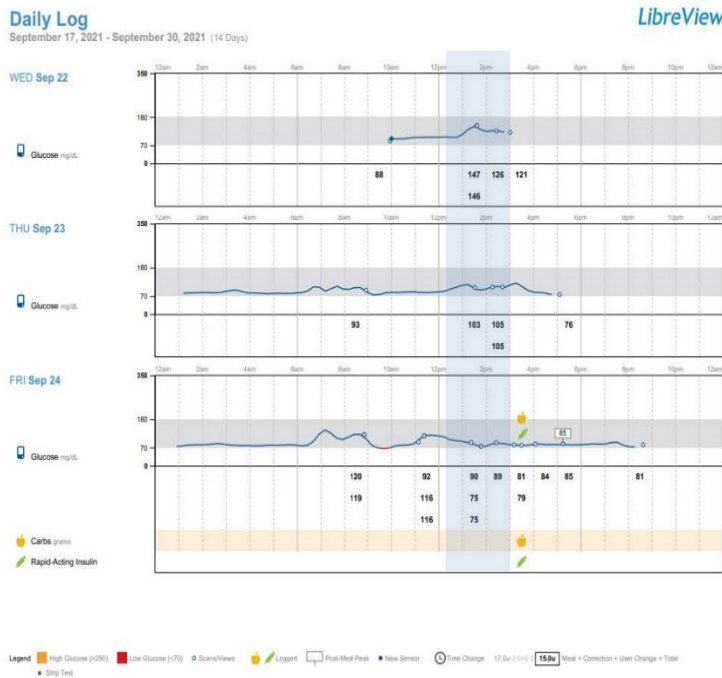 Daily Log
LibreView
September 17, 2021 - September 30, 2021 (14 Days)
12am 2am 4am 6am 8am 10am 12pm 2pm 4pm 6pm 8pm 10pm 12am
WED Sep 22
350
180
70
0
Glucose mg/dL
88 147 126 121
146
12am 2am 4am 6am 8am 10am 12pm 2pm 4pm 6pm 8pm 10pm 12am
THU Sep 23
350
180
70
0
Glucose mg/dL
93 103 105 76
105
12am 2am 4am 6am 8am 10am 12pm 2pm 4pm 6pm 8pm 10pm 12am
FRI Sep 24
350
180
85
70
0
Glucose mg/dL
120 92 90 89 81 84 85 81
119 116 75 79
116 75
Carbs grams
Rapid-Acting Insulin
Legend High Glucose (>250) Low Glucose (<70) Scans/Views Logged Post-Meal Peak New Sensor Time Change 15.0u Meal + Correction + User Change = Total
Strip Test